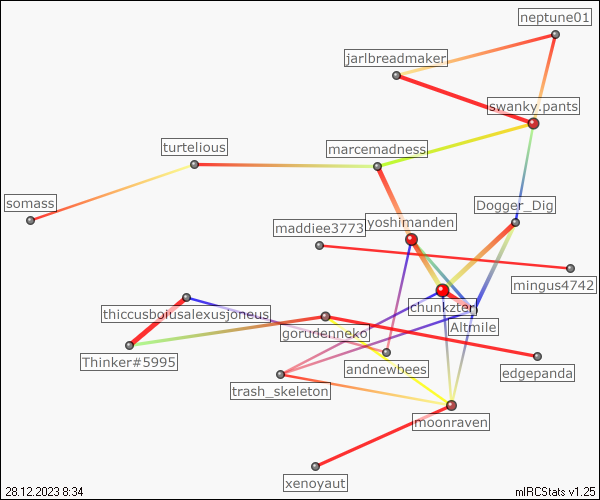 neptune01
jarlbreadmaker
swanky.pants
turtelious
marcemadness
somass
Dogger_Dig
yoshimanden
maddiee3773
mingus4742
chunkzter
thiccusboiusalexusjoneus
Altmile
gorudenneko
Thinker#5995
andnewbees
edgepanda
trash_skeleton
moonraven
xenoyaut
28.12.2023 8:34
mIRCStats v1.25